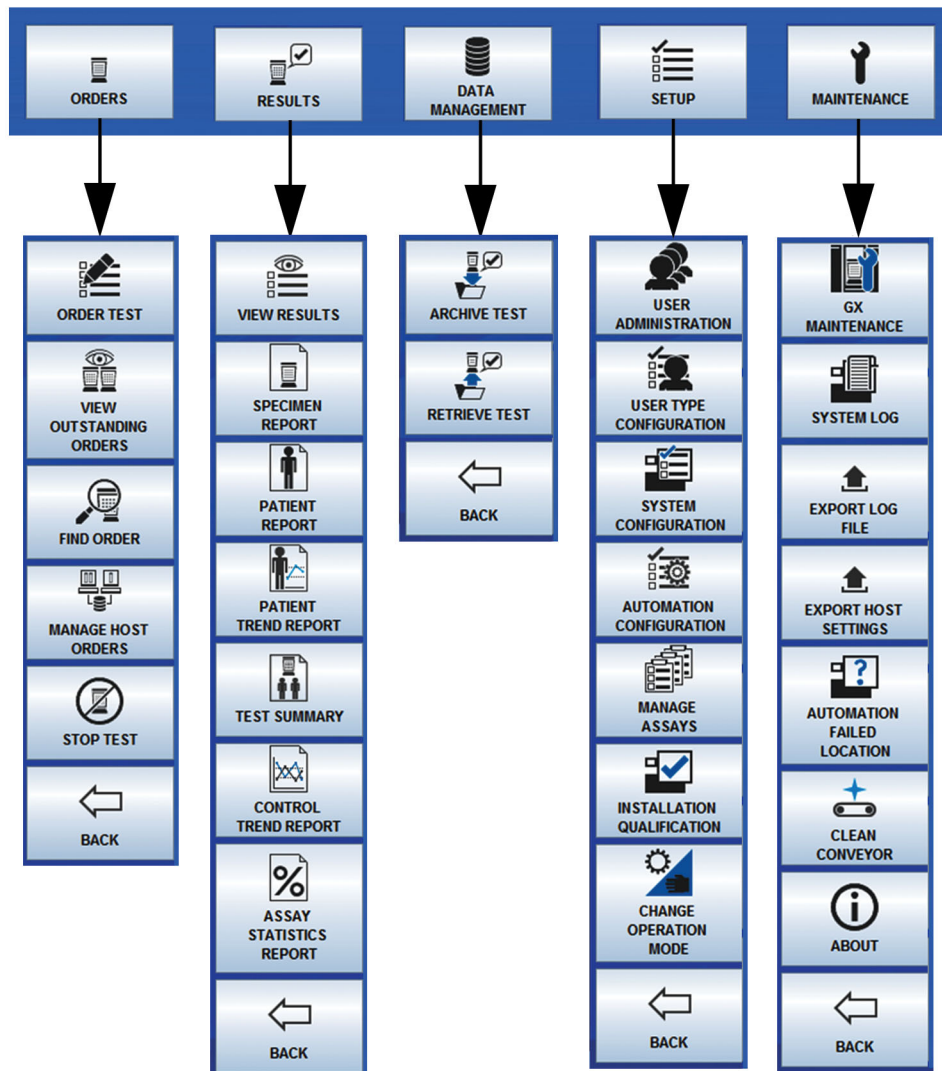 ORDERS
RESULTS
DATA
MANAGEMENT
SETUP
MAINTENANCE
ORDER TEST
VIEW
OUTSTANDING
ORDERS
FIND ORDER
MANAGE HOST
ORDERS
STOP TEST
BACK
VIEW RESULTS
SPECIMEN
REPORT
PATIENT
REPORT
PATIENT
TREND REPORT
TEST SUMMARY
CONTROL
TREND REPORT
%
ASSAY
STATISTICS
REPORT
BACK
ARCHIVE TEST
RETRIEVE TEST
BACK
USER
ADMINISTRATION
USER TYPE
CONFIGURATION
SYSTEM
CONFIGURATION
AUTOMATION
CONFIGURATION
MANAGE
ASSAYS
INSTALLATION
QUALIFICATION
CHANGE
OPERATION
MODE
BACK
GX
MAINTENANCE
SYSTEM LOG
EXPORT LOG
FILE
EXPORT HOST
SETTINGS
?
AUTOMATION
FAILED
LOCATION
CLEAN
CONVEYOR
i
ABOUT
BACK